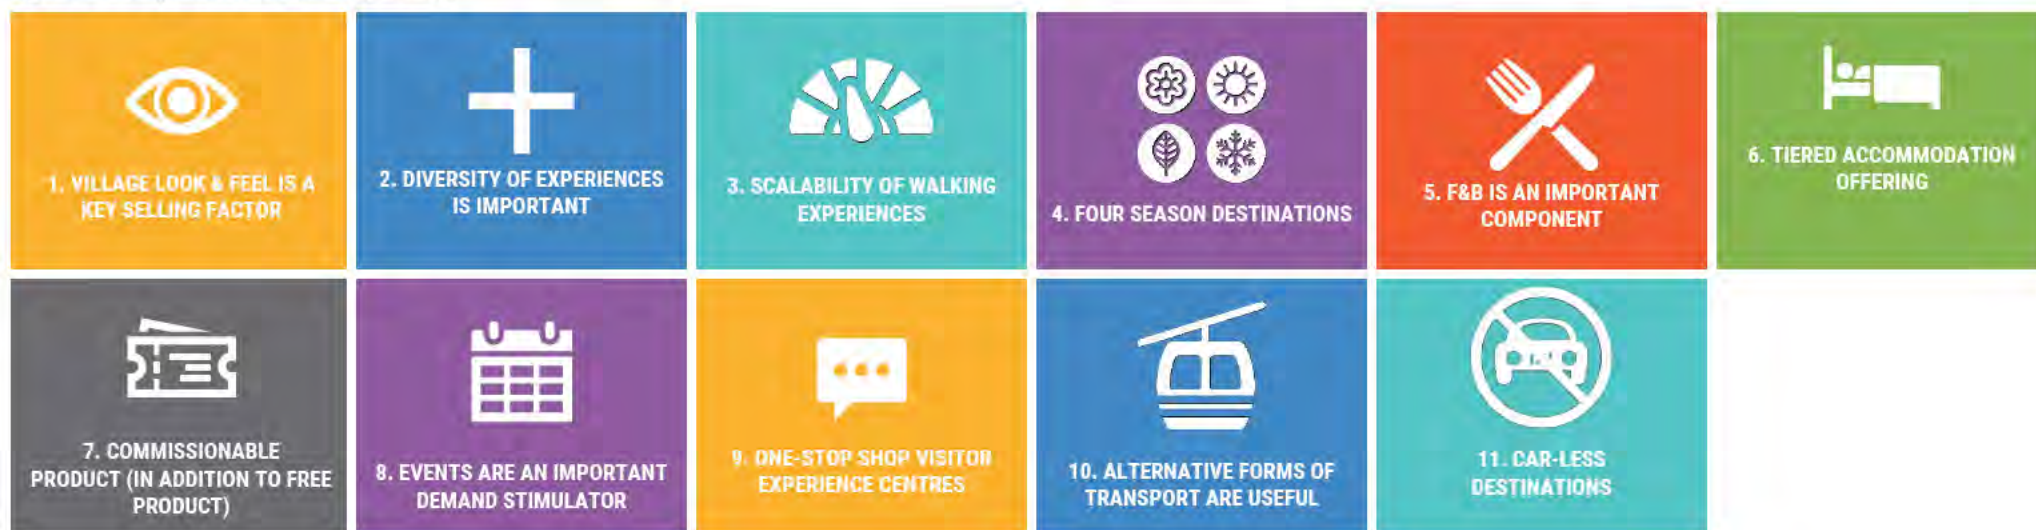 1. VILLAGE LOOK & FEEL IS A
KEY SELLING FACTOR
2. DIVERSITY OF EXPERIENCES
IS IMPORTANT
3. SCALABILITY OF WALKING
EXPERIENCES
4. FOUR SEASON DESTINATIONS
5. F&B IS AN IMPORTANT
COMPONENT
6. TIERED ACCOMMODATION
OFFERING
7. COMMISSIONABLE
PRODUCT (IN ADDITION TO FREE
PRODUCT)
8. EVENTS ARE AN IMPORTANT
DEMAND STIMULATOR
9. ONE-STOP SHOP VISITOR
EXPERIENCE CENTRES
10. ALTERNATIVE FORMS OF
TRANSPORT ARE USEFUL
11. CAR-LESS
DESTINATIONS